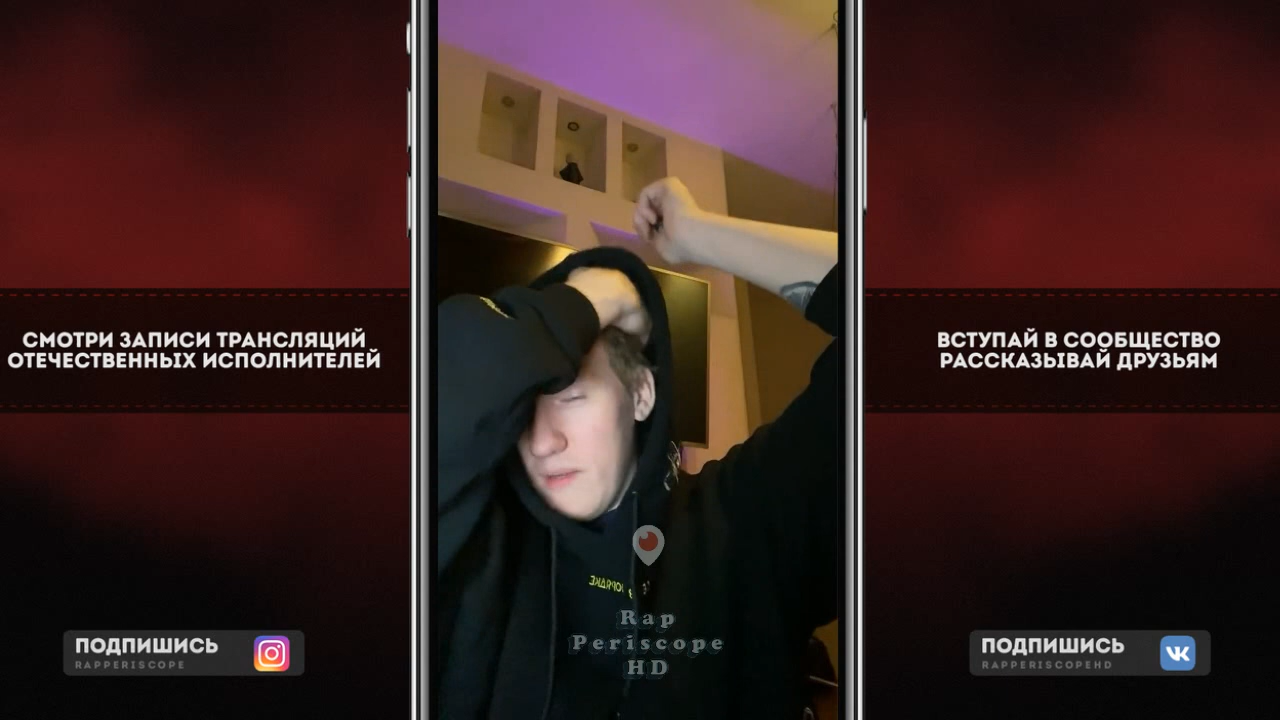 СМОТРИ ЗАПИСИ ТРАНСЛЯЦИЙ
ОТЕЧЕСТВЕННЫХ ИСПОЛНИТЕЛЕЙ
ПОДПИШИСЬ
RAPPERISCOPE
Rap
Periscope
HD
ВСТУПАЙ В СООБЩЕСТВО
РАССКАЗЫВАЙ ДРУЗЬЯМ
ПОДПИШИСЬ
RAPPERISCOPEHD